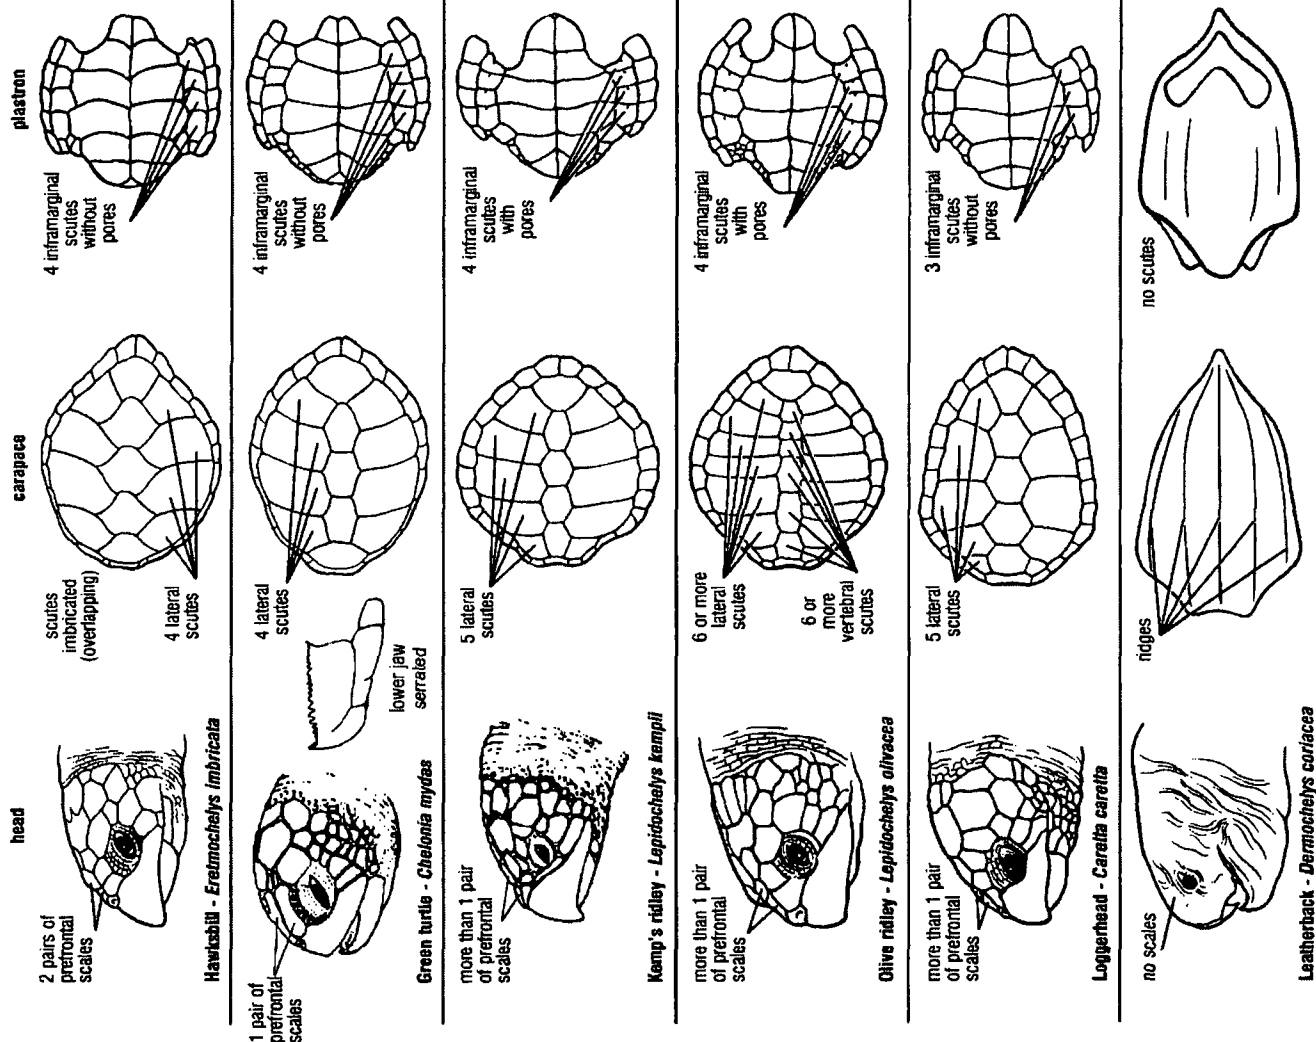 head
carapace
plastron
2 pairs of
prefrontal
scales
scutes
imbricated
(overlapping)
4 lateral
scutes
4 inframarginal
scutes
without
pores
Hawksbill - Eretmochelys imbricata
1 pair of
prefrontal
scales
lower jaw
serrated
4 lateral
scutes
4 inframarginal
scutes
without
pores
Green turtle - Chelonia mydas
more than 1 pair
of prefrontal
scales
5 lateral
scutes
4 inframarginal
scutes
with
pores
Kemp's ridley - Lepidochelys kempii
more than 1 pair
of prefrontal
scales
6 or more
lateral
scutes
6 or
more
vertebral
scutes
4 inframarginal
scutes
with
pores
Olive ridley - Lepidochelys olivacea
more than 1 pair
of prefrontal
scales
5 lateral
scutes
3 inframarginal
scutes
without
pores
Loggerhead - Caretta caretta
no scales
ridges
no scutes
Leatherback - Dermochelys coriacea